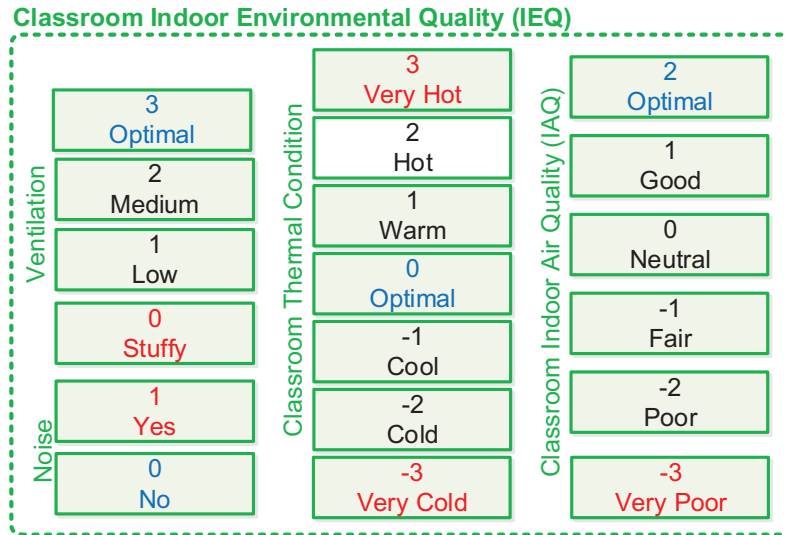 Classroom Indoor Environmental Quality (IEQ)
Ventilation
3
Optimal
2
Medium
1
Low
0
Stuffy
Noise
1
Yes
0
No
Classroom Thermal Condition
3
Very Hot
2
Hot
1
Warm
0
Optimal
-1
Cool
-2
Cold
-3
Very Cold
Classroom Indoor Air Quality (IAQ)
2
Optimal
1
Good
0
Neutral
-1
Fair
-2
Poor
-3
Very Poor